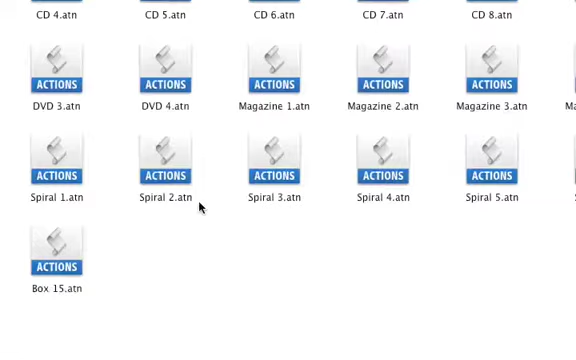 CD 4.atn CD 5.atn CD 6.atn CD 7.atn CD 8.atn
ACTIONS ACTIONS ACTIONS ACTIONS ACTIONS
DVD 3.atn DVD 4.atn Magazine 1.atn Magazine 2.atn Magazine 3.atn Ma
ACTIONS ACTIONS ACTIONS ACTIONS ACTIONS
Spiral 1.atn Spiral 2.atn Spiral 3.atn Spiral 4.atn Spiral 5.atn
ACTIONS
Box 15.atn